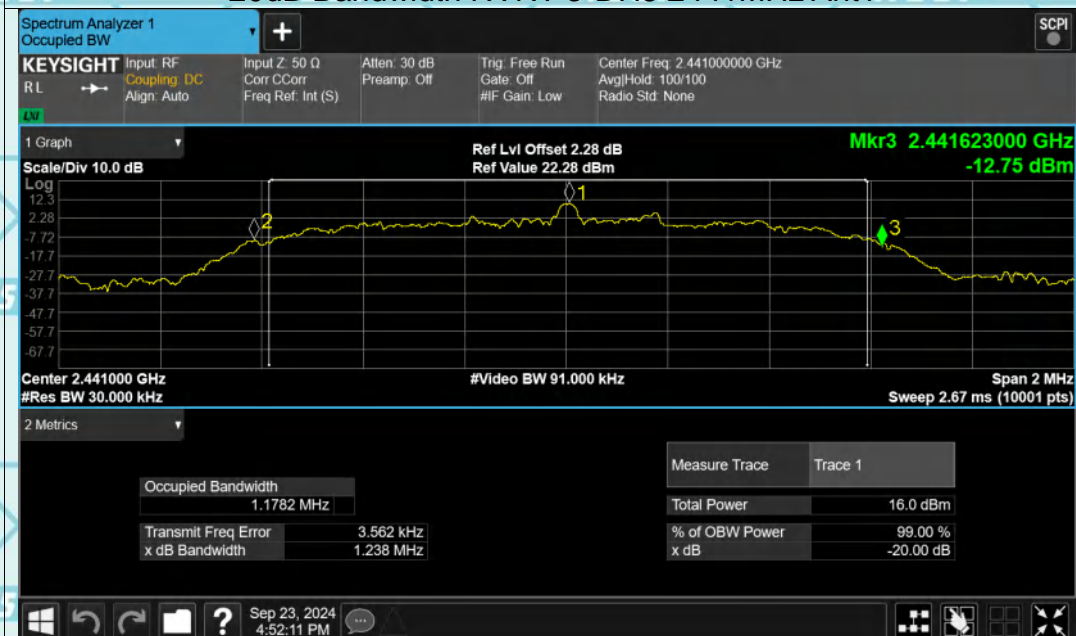 Spectrum Analyzer 1
Occupied BW
+
SCPI
KEYSIGHT
RL
LXI
Input: RF
Coupling: DC
Align: Auto
Input Z: 50 Ω
Corr CCorr
Freq Ref: Int (S)
Atten: 30 dB
Preamp: Off
Trig: Free Run
Gate: Off
#IF Gain: Low
Center Freq: 2.441000000 GHz
Avg|Hold: 100/100
Radio Std: None
1 Graph
Scale/Div 10.0 dB
Ref Lvl Offset 2.28 dB
Ref Value 22.28 dBm
Mkr3 2.441623000 GHz
-12.75 dBm
Log
12.3
2.28
-7.72
-17.7
-27.7
-37.7
-47.7
-57.7
-67.7
1
2
3
Center 2.441000 GHz
#Res BW 30.000 kHz
#Video BW 91.000 kHz
Span 2 MHz
Sweep 2.67 ms (10001 pts)
2 Metrics
Occupied Bandwidth
1.1782 MHz
Transmit Freq Error 3.562 kHz
x dB Bandwidth 1.238 MHz
Measure Trace Trace 1
Total Power 16.0 dBm
% of OBW Power 99.00 %
x dB -20.00 dB
?
Sep 23, 2024
4:52:11 PM